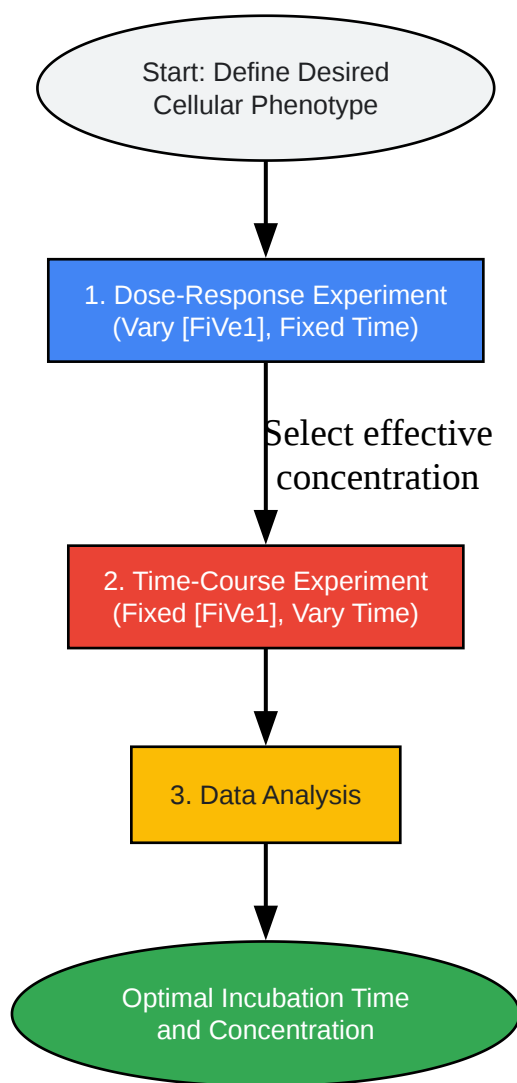 Start: Define Desired
Cellular Phenotype
1. Dose-Response Experiment
(Vary [FiVe1], Fixed Time)
Select effective
concentration
2. Time-Course Experiment
(Fixed [FiVe1], Vary Time)
3. Data Analysis
Optimal Incubation Time
and Concentration